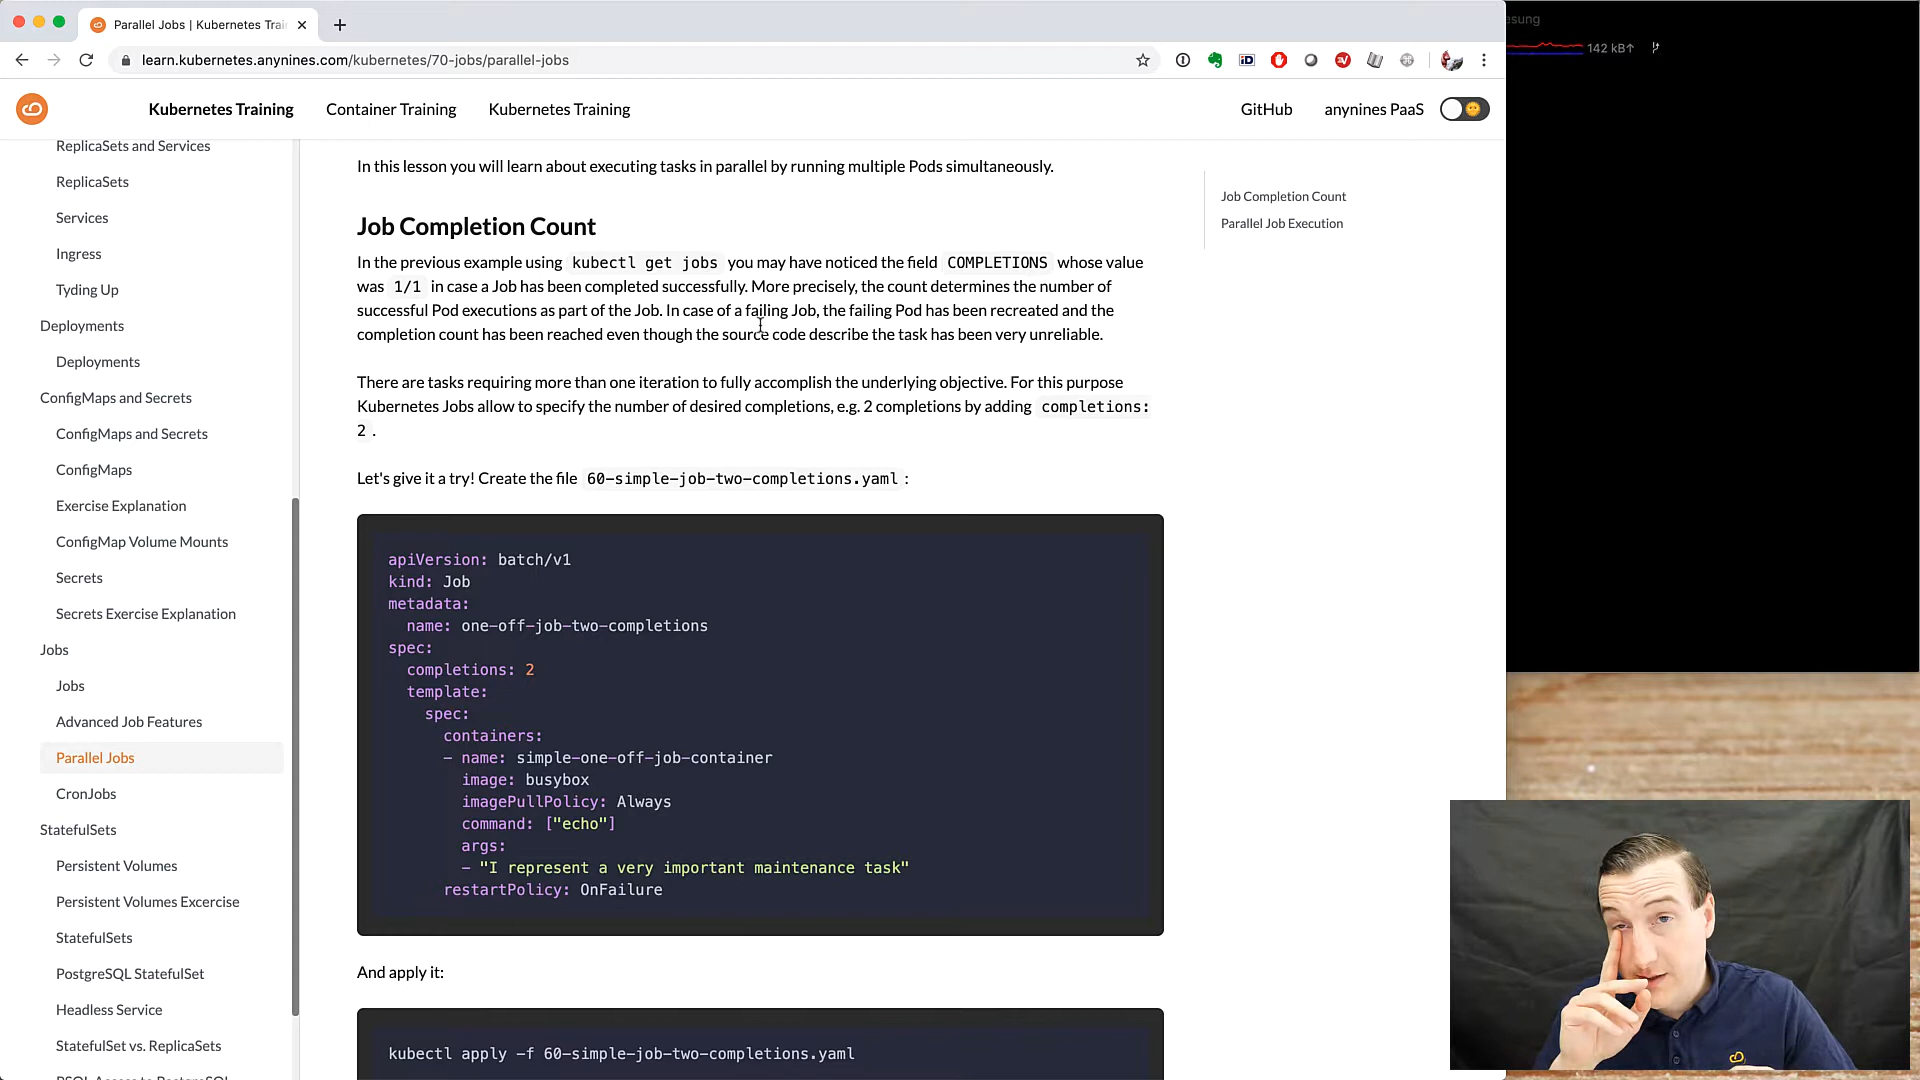 Parallel Jobs | Kubernetes Trai
esung
142 kB↑
learn.kubernetes.anynines.com/kubernetes/70-jobs/parallel-jobs
Kubernetes Training
Container Training
Kubernetes Training
GitHub
anynines PaaS
ReplicaSets and Services
ReplicaSets
Services
Ingress
Tyding Up
Deployments
Deployments
ConfigMaps and Secrets
ConfigMaps and Secrets
ConfigMaps
Exercise Explanation
ConfigMap Volume Mounts
Secrets
Secrets Exercise Explanation
Jobs
Jobs
Advanced Job Features
Parallel Jobs
CronJobs
StatefulSets
Persistent Volumes
Persistent Volumes Excercise
StatefulSets
PostgreSQL StatefulSet
Headless Service
StatefulSet vs. ReplicaSets
PSQL Access to PostgreSQL
In this lesson you will learn about executing tasks in parallel by running multiple Pods simultaneously.
Job Completion Count
In the previous example using kubectl get jobs you may have noticed the field COMPLETIONS whose value
was 1/1 in case a Job has been completed successfully. More precisely, the count determines the number of
successful Pod executions as part of the Job. In case of a failing Job, the failing Pod has been recreated and the
completion count has been reached even though the source code describe the task has been very unreliable.
There are tasks requiring more than one iteration to fully accomplish the underlying objective. For this purpose
Kubernetes Jobs allow to specify the number of desired completions, e.g. 2 completions by adding completions:
2 .
Let's give it a try! Create the file 60-simple-job-two-completions.yaml :
apiVersion: batch/v1
kind: Job
metadata:
  name: one-off-job-two-completions
spec:
  completions: 2
  template:
    spec:
      containers:
      - name: simple-one-off-job-container
        image: busybox
        imagePullPolicy: Always
        command: ["echo"]
        args:
        - "I represent a very important maintenance task"
      restartPolicy: OnFailure
And apply it:
kubectl apply -f 60-simple-job-two-completions.yaml
Job Completion Count
Parallel Job Execution